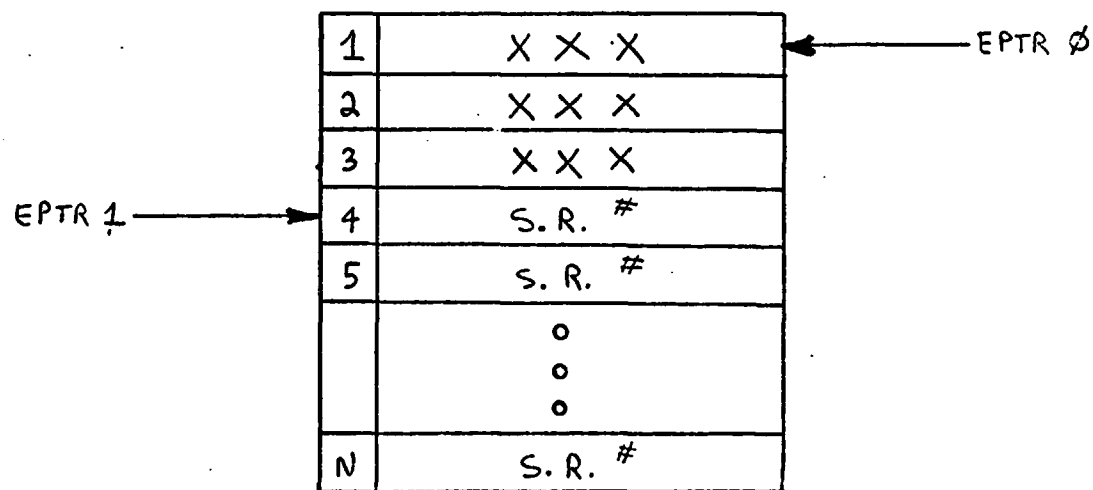 1 X X X EPTR Ø
2 X X X
3 X X X
EPTR 1 4 S.R. #
5 S.R. #
N S.R. #